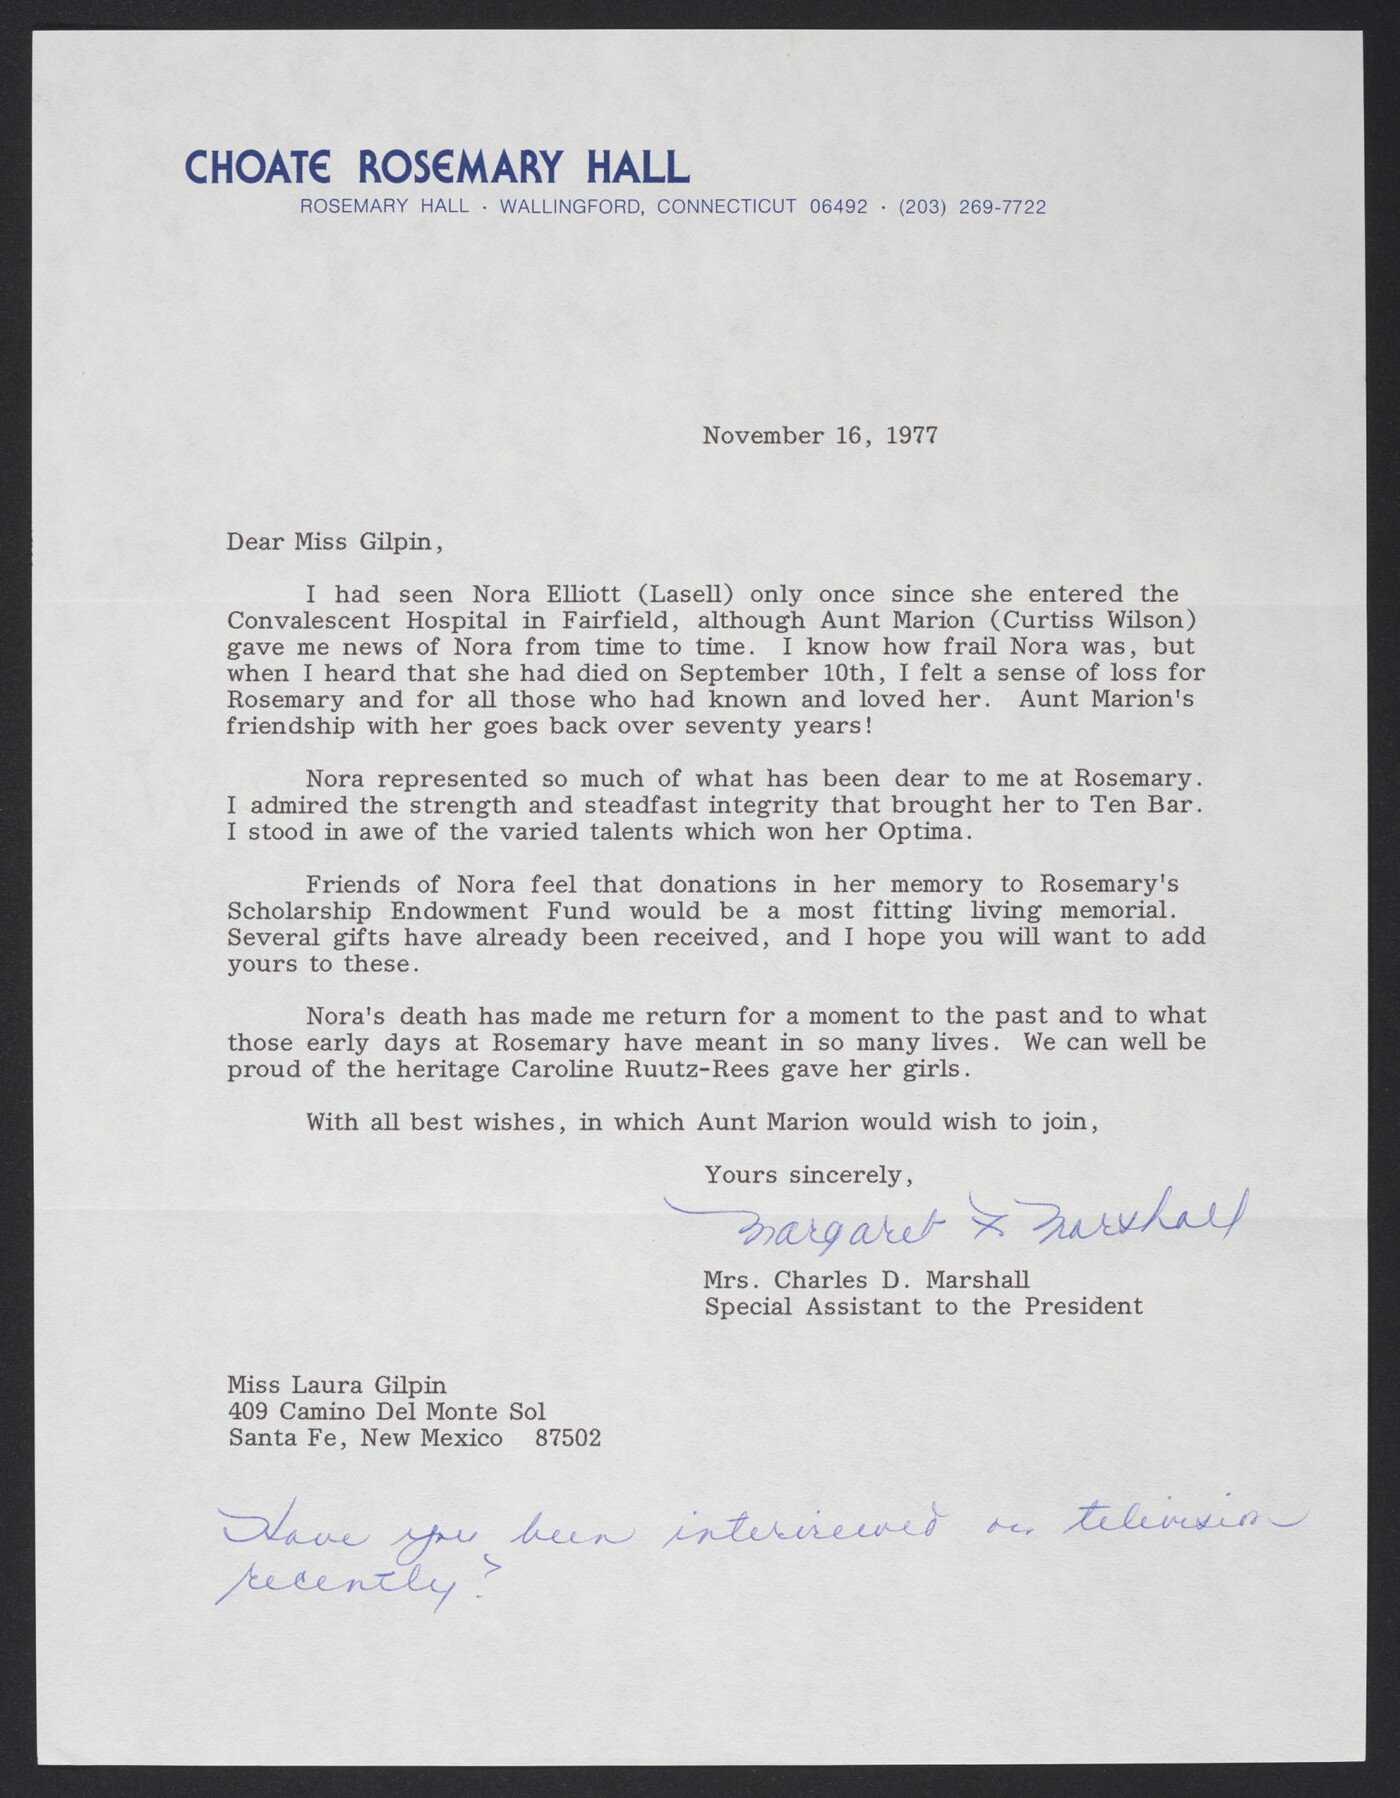 CHOATE ROSEMARY HALL
ROSEMARY HALL · WALLINGFORD, CONNECTICUT 06492 · (203) 269-7722
November 16, 1977
Dear Miss Gilpin,
I had seen Nora Elliott (Lasell) only once since she entered the
Convalescent Hospital in Fairfield, although Aunt Marion (Curtiss Wilson)
gave me news of Nora from time to time. I know how frail Nora was, but
when I heard that she had died on September 10th, I felt a sense of loss for
Rosemary and for all those who had known and loved her. Aunt Marion's
friendship with her goes back over seventy years!
Nora represented so much of what has been dear to me at Rosemary.
I admired the strength and steadfast integrity that brought her to Ten Bar.
I stood in awe of the varied talents which won her Optima.
Friends of Nora feel that donations in her memory to Rosemary's
Scholarship Endowment Fund would be a most fitting living memorial.
Several gifts have already been received, and I hope you will want to add
yours to these.
Nora's death has made me return for a moment to the past and to what
those early days at Rosemary have meant in so many lives. We can well be
proud of the heritage Caroline Ruutz-Rees gave her girls.
With all best wishes, in which Aunt Marion would wish to join,
Yours sincerely,
Margaret Marshall
Mrs. Charles D. Marshall
Special Assistant to the President
Miss Laura Gilpin
409 Camino Del Monte Sol
Santa Fe, New Mexico 87502
Have you been interviewed on television
recently?